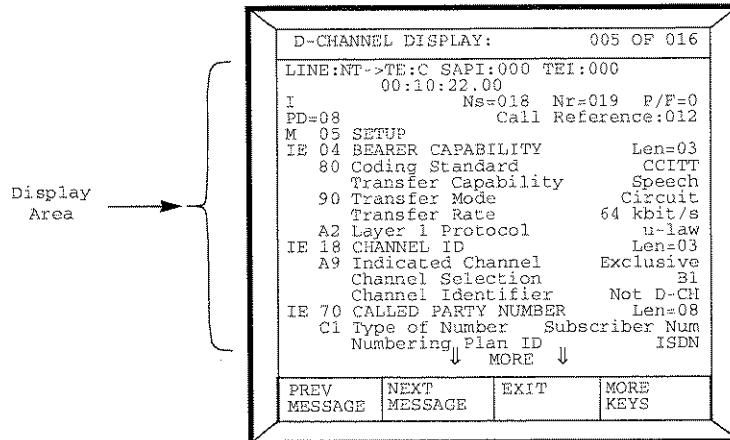 D-CHANNEL DISPLAY: 005 OF 016
LINE:NT->TE:C SAPI:000 TEI:000
00:10:22.00
I Ns=018 Nr=019 P/F=0
PD=08 Call Reference:012
M 05 SETUP
IE 04 BEARER CAPABILITY Len=03
80 Coding Standard CCITT
Transfer Capability Speech
90 Transfer Mode Circuit
Transfer Rate 64 kbit/s
A2 Layer 1 Protocol u-law
IE 18 CHANNEL ID Len=03
A9 Indicated Channel Exclusive
Channel Selection B1
Channel Identifier Not D-CH
IE 70 CALLED PARTY NUMBER Len=08
C1 Type of Number Subscriber Num
Numbering Plan ID ISDN
⇓ MORE ⇓
PREV MESSAGE
NEXT MESSAGE
EXIT
MORE KEYS
Display
Area